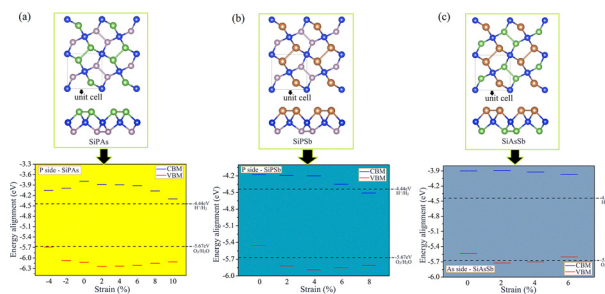 (a)
unit cell
SiPAs
P side - SiPAs
CBM
VBM
-4.44eV
H⁺/H₂
-5.67eV
O₂/H₂O
Energy alignment (eV)
-3.3
-3.6
-3.9
-4.2
-4.5
-4.8
-5.1
-5.4
-5.7
-6.0
-6.3
-4 -2 0 2 4 6 8 10
Strain (%)
(b)
unit cell
SiPSb
P side - SiPSb
CBM
VBM
-4.44eV
H⁺/H₂
-5.67eV
O₂/H₂O
Energy alignment (eV)
-4.2
-4.5
-4.8
-5.1
-5.4
-5.7
-6.0
0 2 4 6 8
Strain (%)
(c)
unit cell
SiAsSb
As side - SiAsSb
CBM
VBM
Energy alignment (eV)
-3.9
-4.2
-4.5
-4.8
-5.1
-5.4
-5.7
-6.0
0 2 4 6
Strain (%)